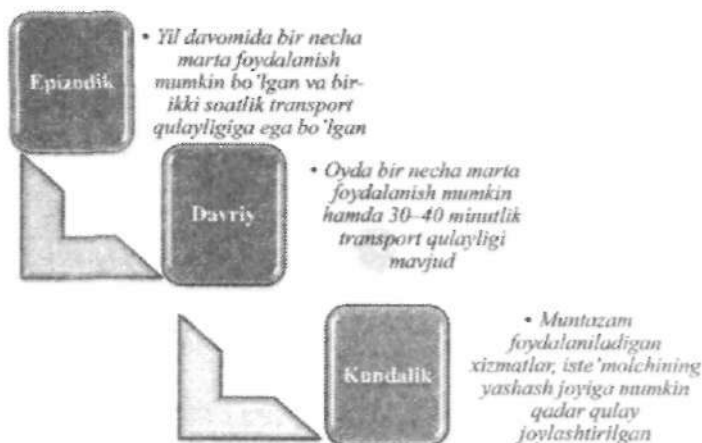 Epizodik
• Yil davomida bir necha
marta foydalanish
mumkin bo'lgan va bir-
ikki soatlik transport
qulayligiga ega bo'lgan
Davriy
• Oyda bir necha marta
foydalanish mumkin
hamda 30–40 minutlik
transport qulayligi
mavjud
Kundalik
• Muntazam
foydalaniladigan
xizmatlar, iste'molchining
yashash joyiga mumkin
qadar qulay
joylashtirilgan